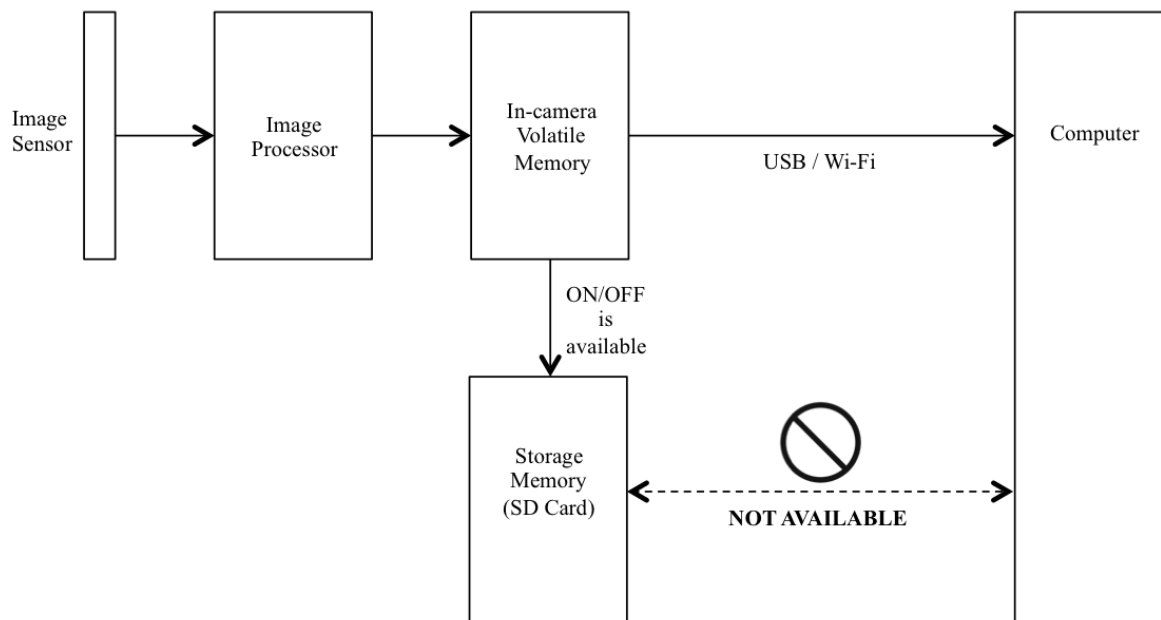 Image
Sensor
Image
Processor
In-camera
Volatile
Memory
USB / Wi-Fi
Computer
ON/OFF
is
available
Storage
Memory
(SD Card)
NOT AVAILABLE